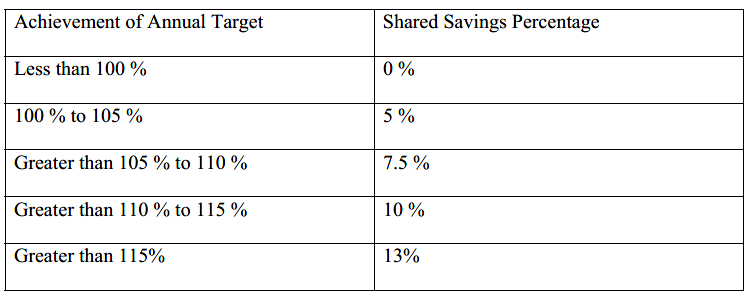 Achievement of Annual Target Shared Savings Percentage
Less than 100 % 0 %
100 % to 105 % 5 %
Greater than 105 % to 110 % 7.5 %
Greater than 110 % to 115 % 10 %
Greater than 115% 13%